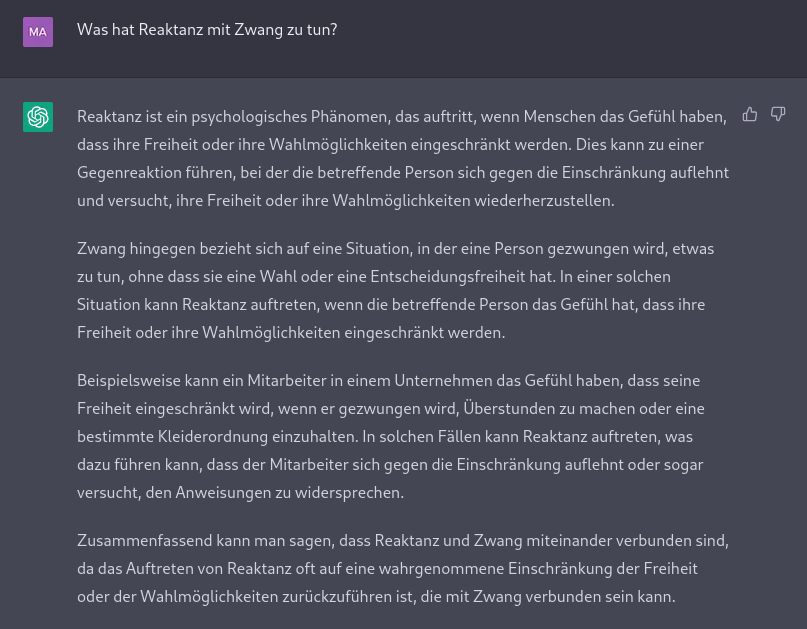 MA
Was hat Reaktanz mit Zwang zu tun?
Reaktanz ist ein psychologisches Phänomen, das auftritt, wenn Menschen das Gefühl haben,
dass ihre Freiheit oder ihre Wahlmöglichkeiten eingeschränkt werden. Dies kann zu einer
Gegenreaktion führen, bei der die betreffende Person sich gegen die Einschränkung auflehnt
und versucht, ihre Freiheit oder ihre Wahlmöglichkeiten wiederherzustellen.
Zwang hingegen bezieht sich auf eine Situation, in der eine Person gezwungen wird, etwas
zu tun, ohne dass sie eine Wahl oder eine Entscheidungsfreiheit hat. In einer solchen
Situation kann Reaktanz auftreten, wenn die betreffende Person das Gefühl hat, dass ihre
Freiheit oder ihre Wahlmöglichkeiten eingeschränkt werden.
Beispielsweise kann ein Mitarbeiter in einem Unternehmen das Gefühl haben, dass seine
Freiheit eingeschränkt wird, wenn er gezwungen wird, Überstunden zu machen oder eine
bestimmte Kleiderordnung einzuhalten. In solchen Fällen kann Reaktanz auftreten, was
dazu führen kann, dass der Mitarbeiter sich gegen die Einschränkung auflehnt oder sogar
versucht, den Anweisungen zu widersprechen.
Zusammenfassend kann man sagen, dass Reaktanz und Zwang miteinander verbunden sind,
da das Auftreten von Reaktanz oft auf eine wahrgenommene Einschränkung der Freiheit
oder der Wahlmöglichkeiten zurückzuführen ist, die mit Zwang verbunden sein kann.